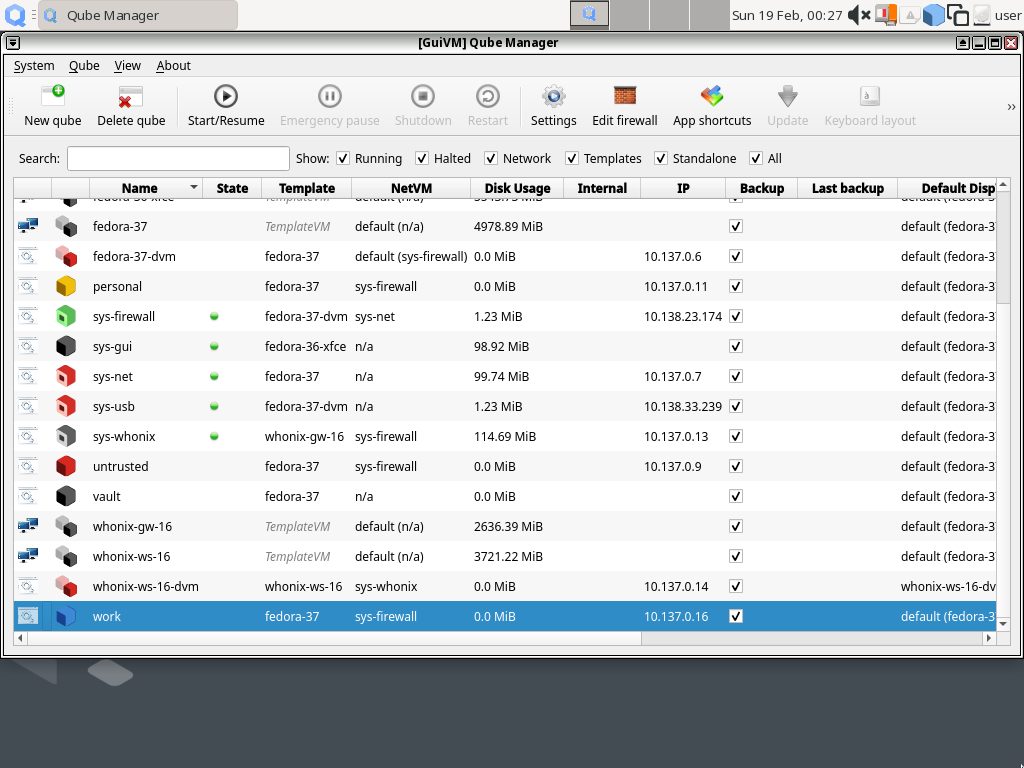 Qube Manager Sun 19 Feb, 00:27 user
[GuiVM] Qube Manager
System Qube View About
New qube Delete qube Start/Resume Emergency pause Shutdown Restart Settings Edit firewall App shortcuts Update Keyboard layout »
Search: Show: Running Halted Network Templates Standalone All
Name State Template NetVM Disk Usage Internal IP Backup Last backup Default Disp
fedora-36-xfce TemplateVM default (n/a)
fedora-37 TemplateVM default (n/a) 4978.89 MiB default (fedora-3
fedora-37-dvm fedora-37 default (sys-firewall) 0.0 MiB 10.137.0.6 default (fedora-3
personal fedora-37 sys-firewall 0.0 MiB 10.137.0.11 default (fedora-3
sys-firewall fedora-37-dvm sys-net 1.23 MiB 10.138.23.174 default (fedora-3
sys-gui fedora-36-xfce n/a 98.92 MiB default (fedora-3
sys-net fedora-37 n/a 99.74 MiB 10.137.0.7 default (fedora-3
sys-usb fedora-37-dvm n/a 1.23 MiB 10.138.33.239 default (fedora-3
sys-whonix whonix-gw-16 sys-firewall 114.69 MiB 10.137.0.13 default (fedora-3
untrusted fedora-37 sys-firewall 0.0 MiB 10.137.0.9 default (fedora-3
vault fedora-37 n/a 0.0 MiB default (fedora-3
whonix-gw-16 TemplateVM default (n/a) 2636.39 MiB default (fedora-3
whonix-ws-16 TemplateVM default (n/a) 3721.22 MiB default (fedora-3
whonix-ws-16-dvm whonix-ws-16 sys-whonix 0.0 MiB 10.137.0.14 whonix-ws-16-dv
work fedora-37 sys-firewall 0.0 MiB 10.137.0.16 default (fedora-3